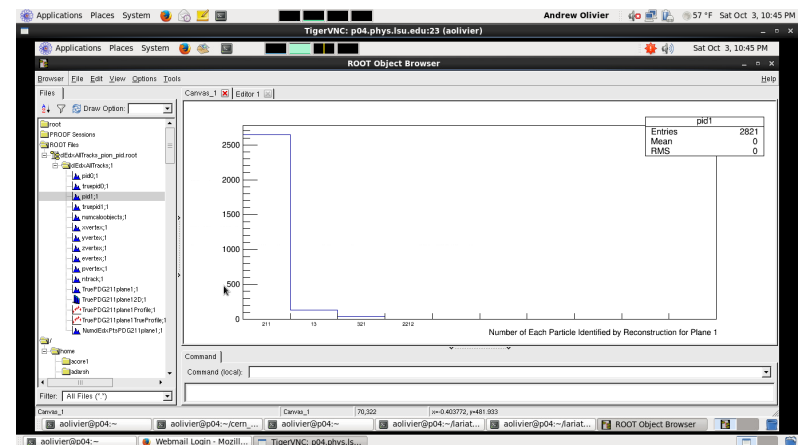 Applications Places System Andrew Olivier 57 °F Sat Oct 3, 10:45 PM
TigerVNC: p04.phys.lsu.edu:23 (aolivier)
Applications Places System Sat Oct 3, 10:45 PM
ROOT Object Browser
Browser File Edit View Options Tools Help
Files Canvas_1 Editor 1
Draw Option:
root
PROOF Sessions
ROOT Files
dEdxAllTracks_pion_pid.root
dEdxAllTracks;1
pid0;1
truepid0;1
pid1;1
truepid1;1
numcaloobjects;1
xvertex;1
yvertex;1
zvertex;1
evertex;1
pvertex;1
ntrack;1
TruePDG211plane1;1
TruePDG211plane12D;1
TruePDG211plane1Profile;1
TruePDG211plane1TrueProfile;1
NumdEdxPtsPDG211plane1;1
/
home
acore1
adarsh
Filter: All Files (*.*)
pid1
Entries 2821
Mean 0
RMS 0
2500
2000
1500
1000
500
0
211 13 321 2212
Number of Each Particle Identified by Reconstruction for Plane 1
Command
Command (local):
Canvas_1 Canvas_1 70,322 x=-0.403772, y=481.933
aolivier@p04:~ aolivier@p04:~/cern_... aolivier@p04:~ aolivier@p04:~/lariat... aolivier@p04:~/lariat... ROOT Object Browser
aolivier@p04:~ Webmail Login - Mozill... TigerVNC: p04.phys.ls...